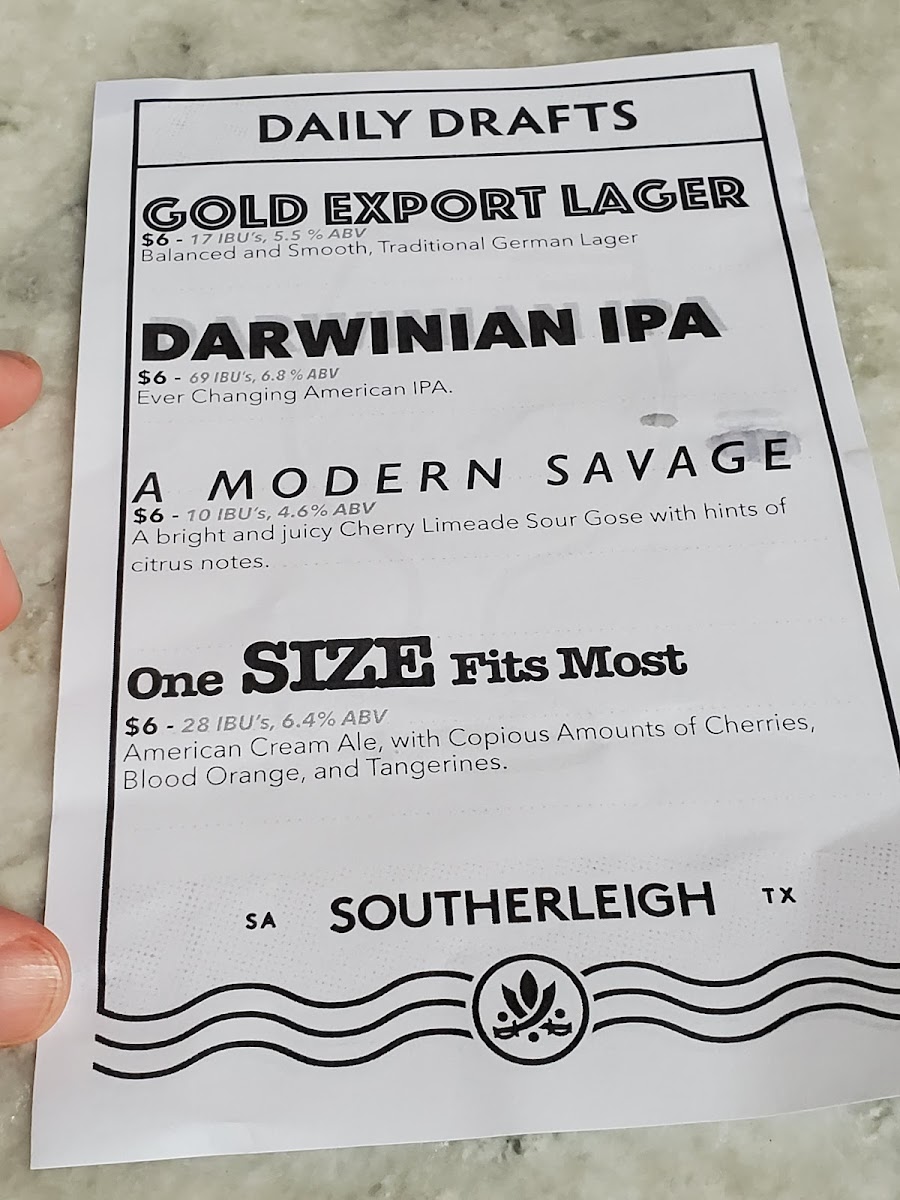 DAILY DRAFTS
GOLD EXPORT LAGER
$6 - 17 IBU's, 5.5 % ABV
Balanced and Smooth, Traditional German Lager
DARWINIAN IPA
$6 - 69 IBU's, 6.8 % ABV
Ever Changing American IPA.
A MODERN SAVAGE
$6 - 10 IBU's, 4.6% ABV
A bright and juicy Cherry Limeade Sour Gose with hints of
citrus notes.
One SIZE Fits Most
$6 - 28 IBU's, 6.4% ABV
American Cream Ale, with Copious Amounts of Cherries,
Blood Orange, and Tangerines.
SA SOUTHERLEIGH TX